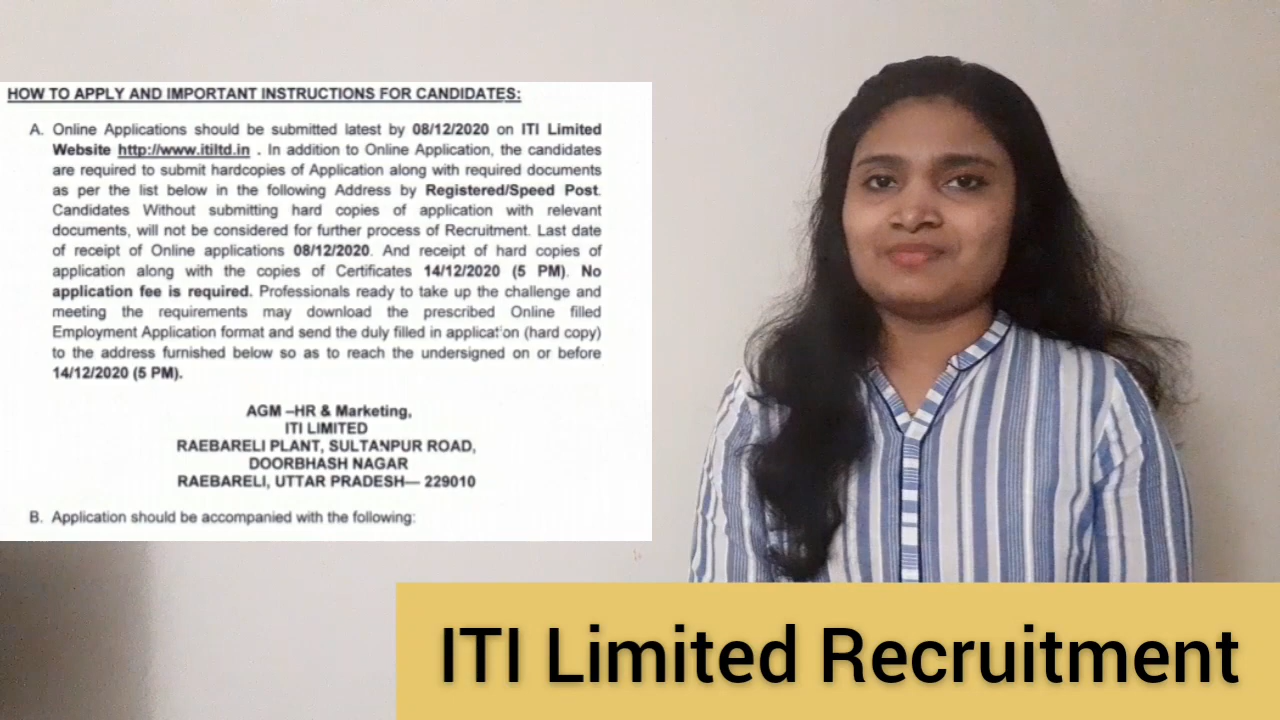 HOW TO APPLY AND IMPORTANT INSTRUCTIONS FOR CANDIDATES:
A. Online Applications should be submitted latest by 08/12/2020 on ITI Limited
Website http://www.itiltd.in . In addition to Online Application, the candidates
are required to submit hardcopies of Application along with required documents
as per the list below in the following Address by Registered/Speed Post.
Candidates Without submitting hard copies of application with relevant
documents, will not be considered for further process of Recruitment. Last date
of receipt of Online applications 08/12/2020. And receipt of hard copies of
application along with the copies of Certificates 14/12/2020 (5 PM). No
application fee is required. Professionals ready to take up the challenge and
meeting the requirements may download the prescribed Online filled
Employment Application format and send the duly filled in application (hard copy)
to the address furnished below so as to reach the undersigned on or before
14/12/2020 (5 PM).
AGM –HR & Marketing,
ITI LIMITED
RAEBARELI PLANT, SULTANPUR ROAD,
DOORBHASH NAGAR
RAEBARELI, UTTAR PRADESH— 229010
B. Application should be accompanied with the following:
ITI Limited Recruitment